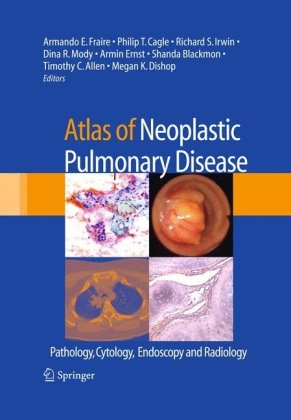 Armando E. Fraire • Philip T. Cagle • Richard S. Irwin •
Dina R. Mody • Armin Ernst • Shanda Blackmon •
Timothy C. Allen • Megan K. Dishop
Editors
Atlas of Neoplastic
Pulmonary Disease
Pathology, Cytology, Endoscopy and Radiology
Springer